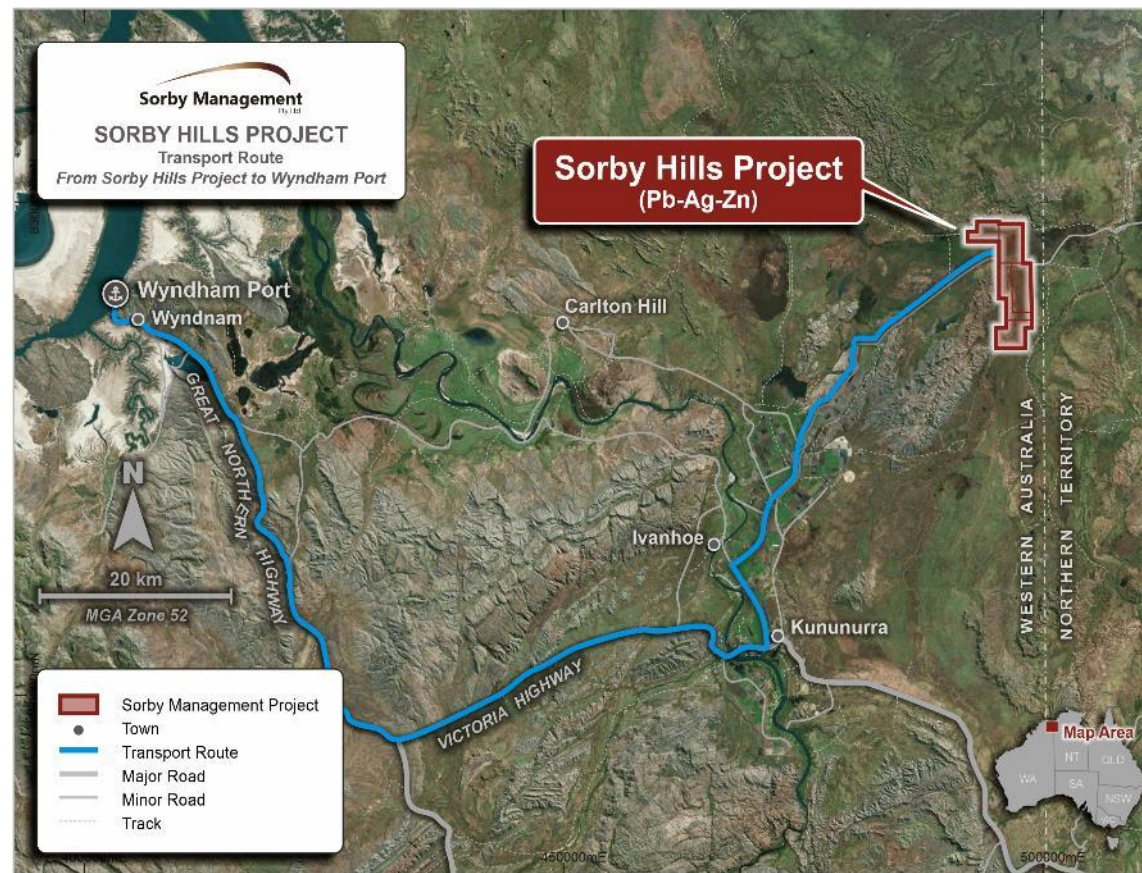 Sorby Management
Pty Ltd
SORBY HILLS PROJECT
Transport Route
From Sorby Hills Project to Wyndham Port
Sorby Hills Project
(Pb-Ag-Zn)
Wyndham Port
Wyndnam
Carlton Hill
GREAT NORTHERN HIGHWAY
WESTERN AUSTRALIA
NORTHERN TERRITORY
N
20 km
MGA Zone 52
Ivanhoe
Kununurra
VICTORIA HIGHWAY
Sorby Management Project
Town
Transport Route
Major Road
Minor Road
Track
Map Area
WA
NT
QLD
SA
NSW
VIC
450000mE
500000mE